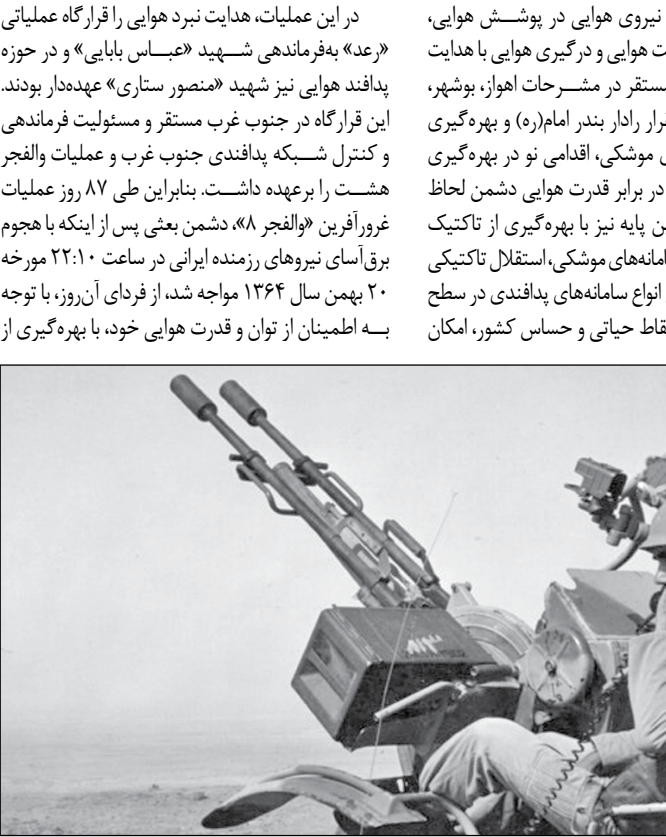 نیروی هوایی در پوشش هوایی،
ت هوایی و درگیری هوایی با هدایت
مستقر در مشرحات اهواز، بوشهر،
قرار رادار بندر امام(ره) و بهره‌گیری
ی موشکی، اقدامی نو در بهره‌گیری
در برابر قدرت هوایی دشمن لحاظ
ن پایه نیز با بهره‌گیری از تاکتیک
امانه‌های موشکی، استقلال تاکتیکی
انواع سامانه‌های پدافندی در سطح
قاط حیاتی و حساس کشور، امکان
در این عملیات، هدایت نبرد هوایی را قرارگاه عملیاتی
«رعد» به‌فرماندهی شهید «عباس بابایی» و در حوزه
پدافند هوایی نیز شهید «منصور ستاری» عهده‌دار بودند.
این قرارگاه در جنوب غرب مستقر و مسئولیت فرماندهی
و کنترل شبکه پدافندی جنوب غرب و عملیات والفجر
هشت را برعهده داشت. بنابراین طی ۸۷ روز عملیات
غرورآفرین «والفجر ۸»، دشمن بعثی پس از اینکه با هجوم
برق‌آسای نیروهای رزمنده ایرانی در ساعت ۲۲:۱۰ مورخه
۲۰ بهمن سال ۱۳۶۴ مواجه شد، از فردای آن‌روز، با توجه
به اطمینان از توان و قدرت هوایی خود، با بهره‌گیری از